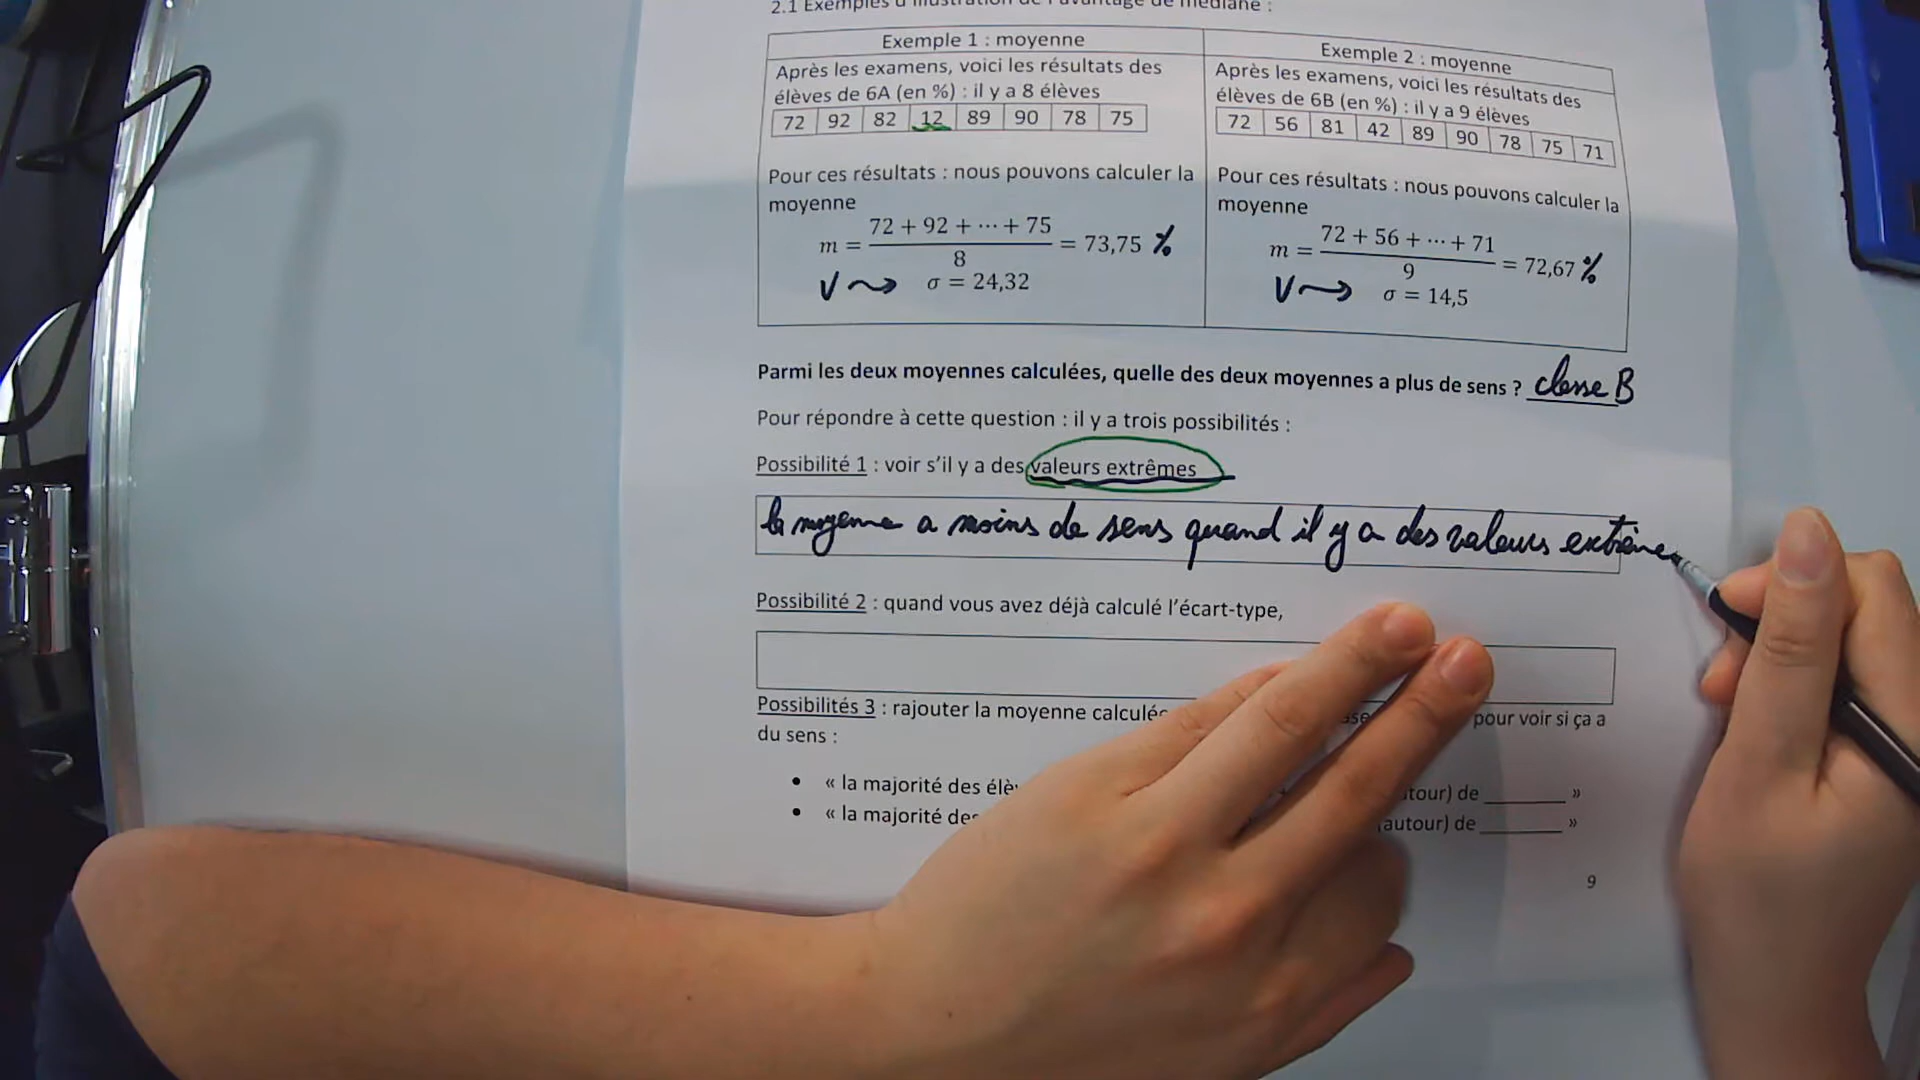 2.1 Exemples d'illustration de l'avantage de médiane :
Exemple 1 : moyenne
Après les examens, voici les résultats des
élèves de 6A (en %) : il y a 8 élèves
72 92 82 12 89 90 78 75
Pour ces résultats : nous pouvons calculer la
moyenne
m = 72 + 92 + ⋯ + 75 / 8 = 73,75 %
V σ = 24,32
Exemple 2 : moyenne
Après les examens, voici les résultats des
élèves de 6B (en %) : il y a 9 élèves
72 56 81 42 89 90 78 75 71
Pour ces résultats : nous pouvons calculer la
moyenne
m = 72 + 56 + ⋯ + 71 / 9 = 72,67 %
V σ = 14,5
Parmi les deux moyennes calculées, quelle des deux moyennes a plus de sens ? classe B
Pour répondre à cette question : il y a trois possibilités :
Possibilité 1 : voir s'il y a des valeurs extrêmes
la moyenne a moins de sens quand il y a des valeurs extrême
Possibilité 2 : quand vous avez déjà calculé l'écart-type,
Possibilités 3 : rajouter la moyenne pour voir si ça a
du sens :
• « la majorité des de ______ »
• « la majorité (autour) de ______ »
9